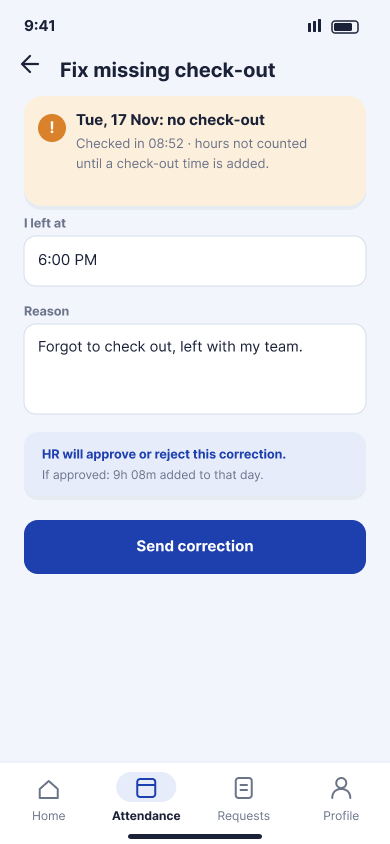 9:41
Fix missing check-out
!
Tue, 17 Nov: no check-out
Checked in 08:52 · hours not counted
until a check-out time is added.
I left at
6:00 PM
Reason
Forgot to check out, left with my team.
HR will approve or reject this correction.
If approved: 9h 08m added to that day.
Send correction
Home
Attendance
Requests
Profile